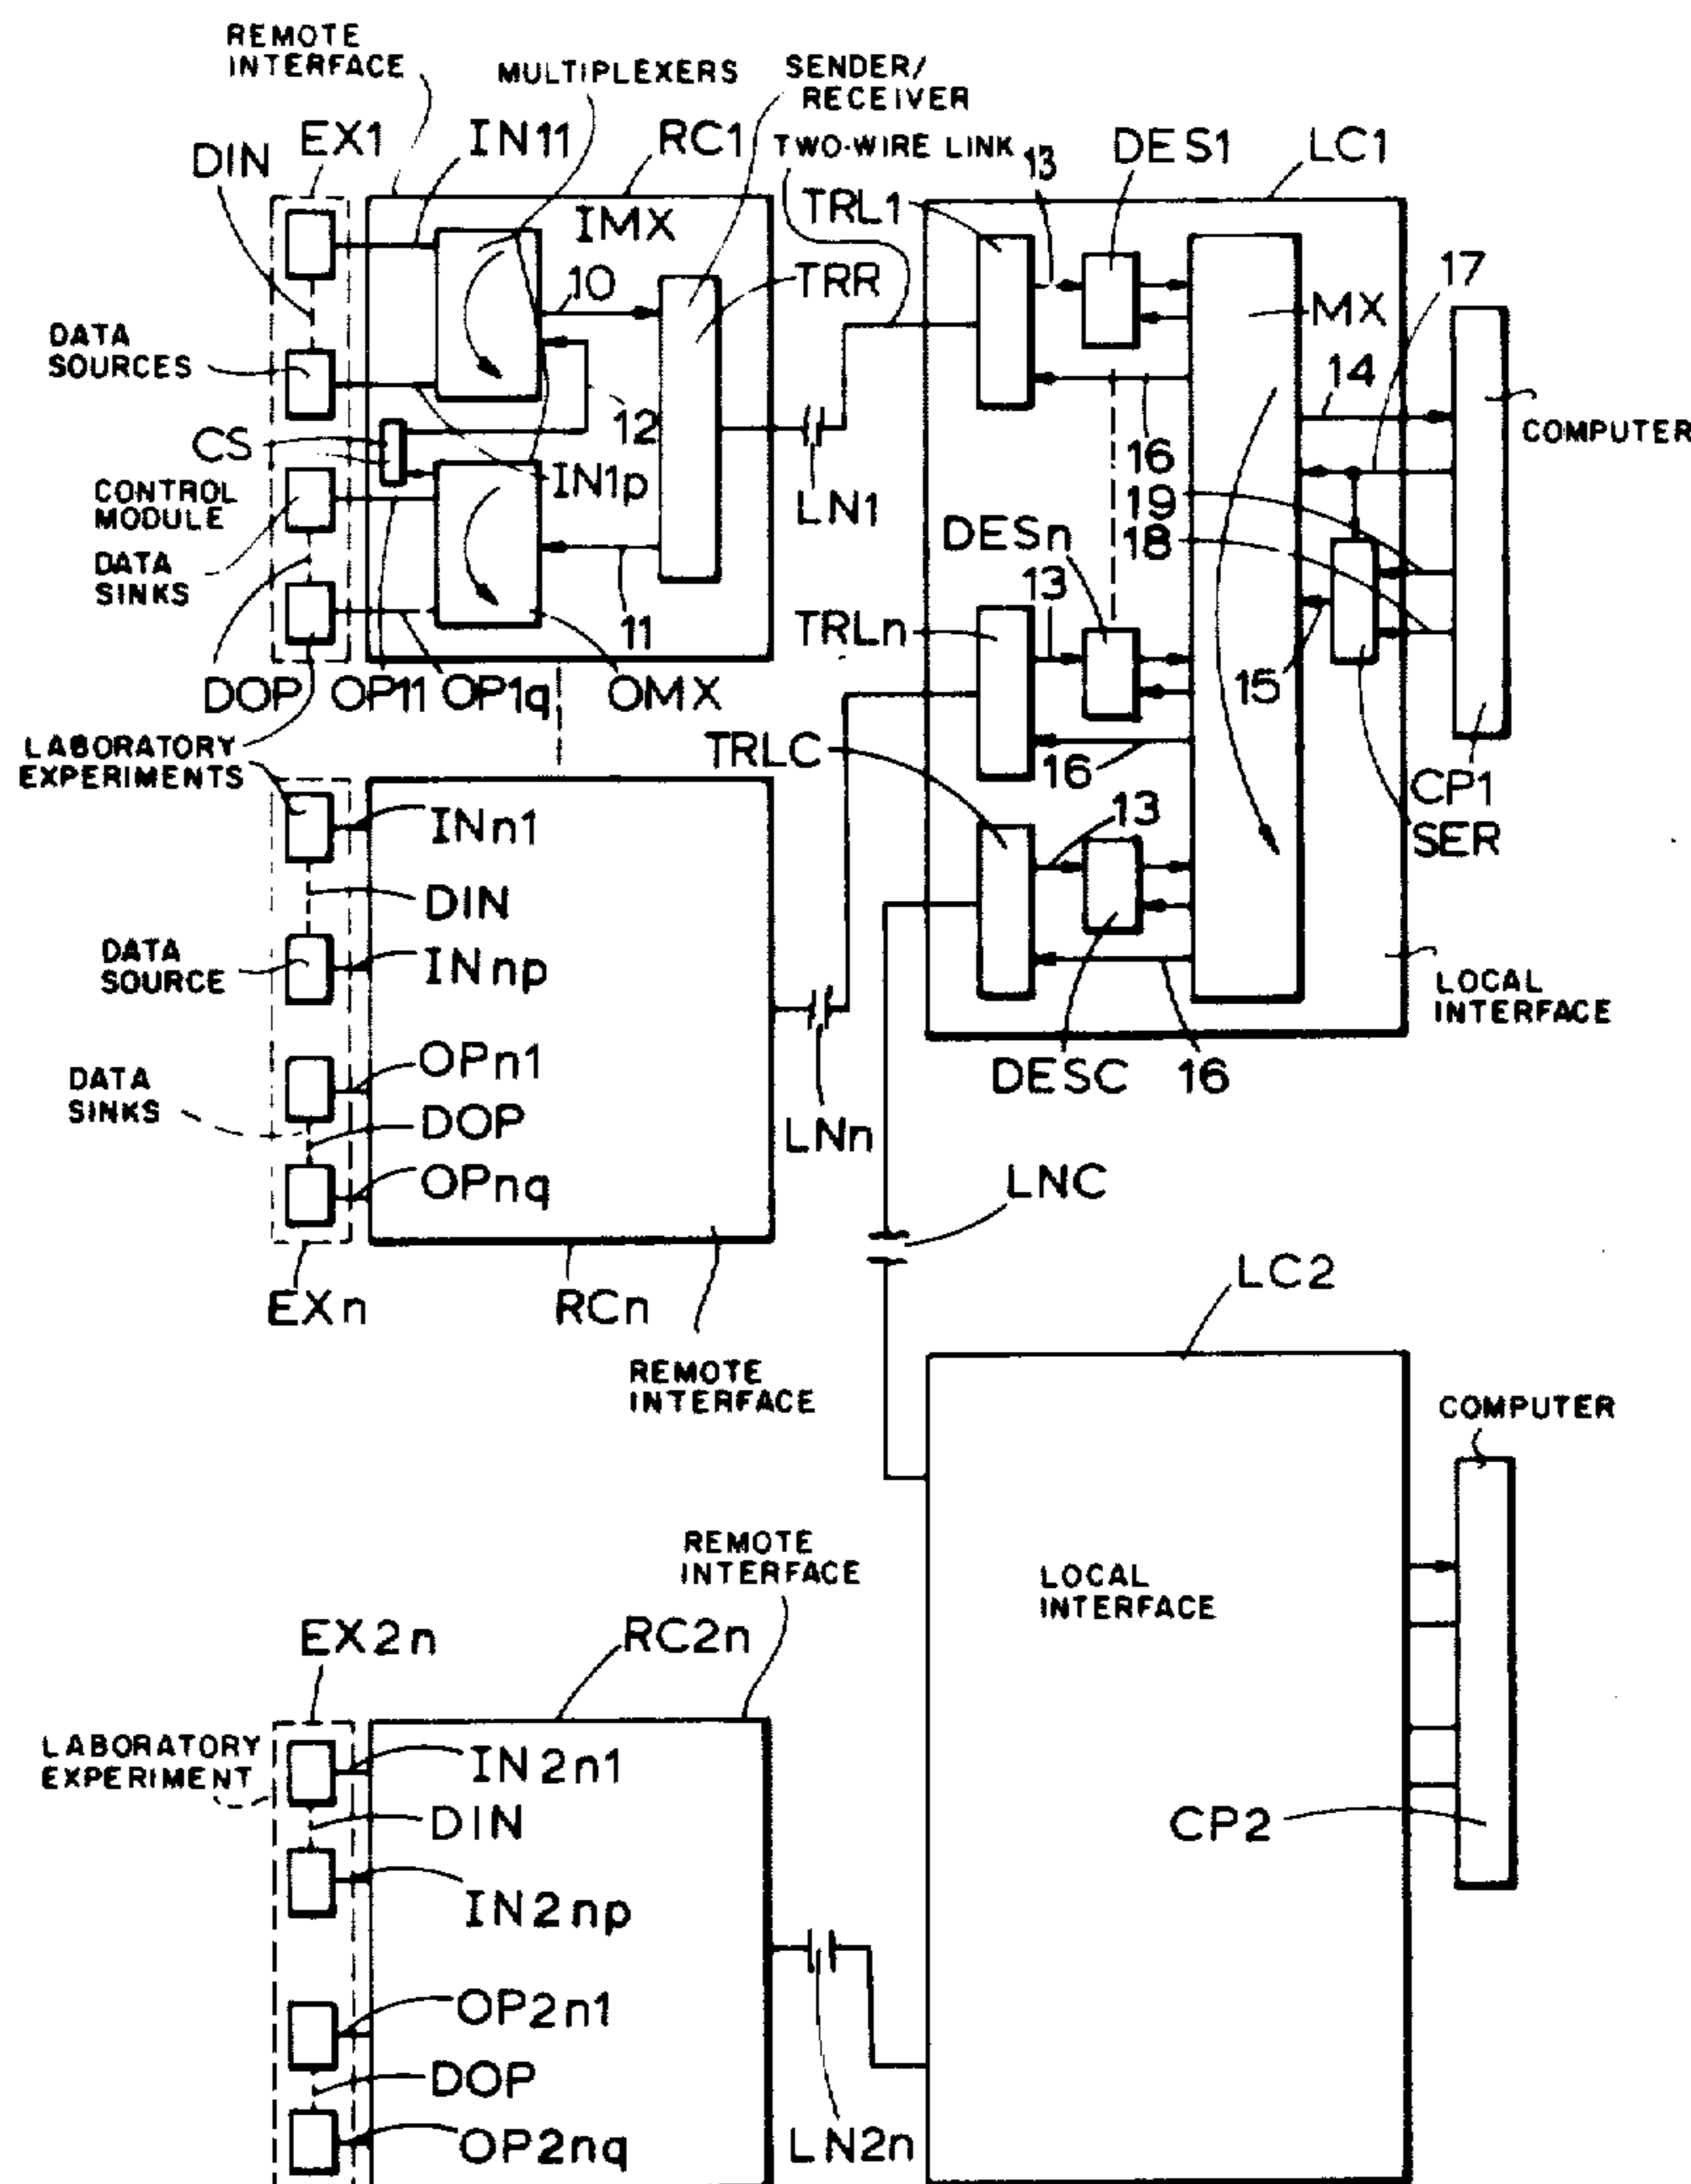 REMOTE
INTERFACE
MULTIPLEXERS
SENDER/
RECEIVER
DIN
EX1
IN11
RC1
TWO-WIRE LINK
13
DES1
LC1
IMX
TRL1
10
TRR
17
MX
DATA
SOURCES
14
COMPUTER
CS
12
IN1p
16
CONTROL
MODULE
LN1
19
18
DESn
DATA
SINKS
13
11
TRLn
15
DOP
OP11
OP1q
OMX
LABORATORY
EXPERIMENTS
TRLC
16
CP1
SER
INn1
13
DIN
DATA
SOURCE
INnp
LOCAL
INTERFACE
OPn1
DATA
SINKS
DESC
16
DOP
LNn
OPnq
LNC
EXn
RCn
LC2
REMOTE
INTERFACE
COMPUTER
REMOTE
INTERFACE
LOCAL
INTERFACE
EX2n
RC2n
LABORATORY
EXPERIMENT
IN2n1
DIN
CP2
IN2np
OP2n1
DOP
OP2nq
LN2n